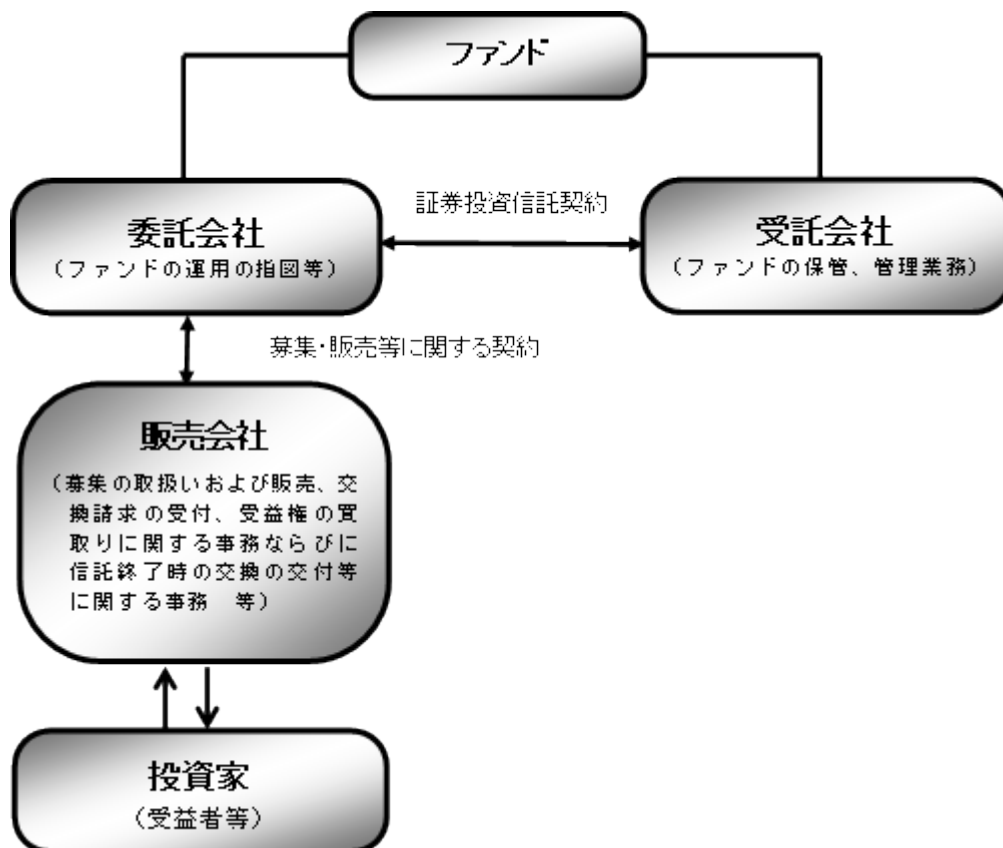 ファンド
証券投資信託契約
委託会社
(ファンドの運用の指図等)
受託会社
(ファンドの保管、管理業務)
募集・販売等に関する契約
販売会社
(募集の取扱いおよび販売、交
換請求の受付、受益権の買
取りに関する事務ならびに
信託終了時の交換の交付等
に関する事務 等)
投資家
(受益者等)